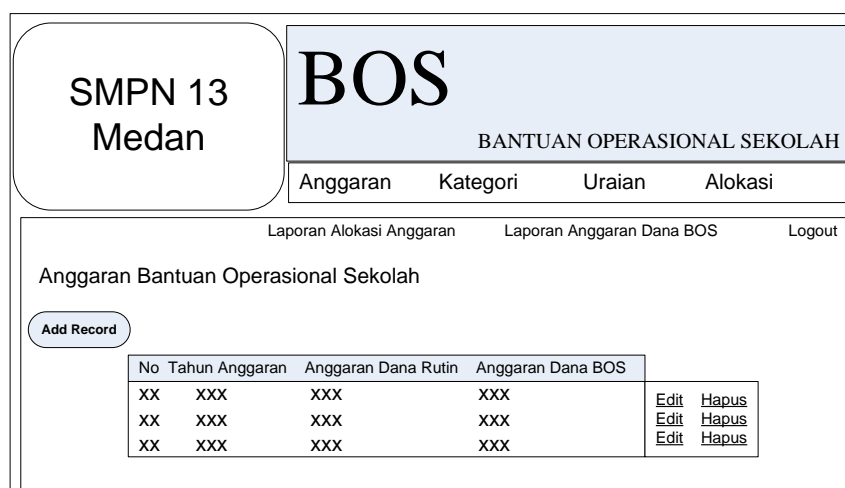 SMPN 13
Medan
BOS
BANTUAN OPERASIONAL SEKOLAH
Anggaran Kategori Uraian Alokasi
Laporan Alokasi Anggaran Laporan Anggaran Dana BOS Logout
Anggaran Bantuan Operasional Sekolah
Add Record
No Tahun Anggaran Anggaran Dana Rutin Anggaran Dana BOS
xx xxx xxx xxx Edit Hapus
xx xxx xxx xxx Edit Hapus
xx xxx xxx xxx Edit Hapus